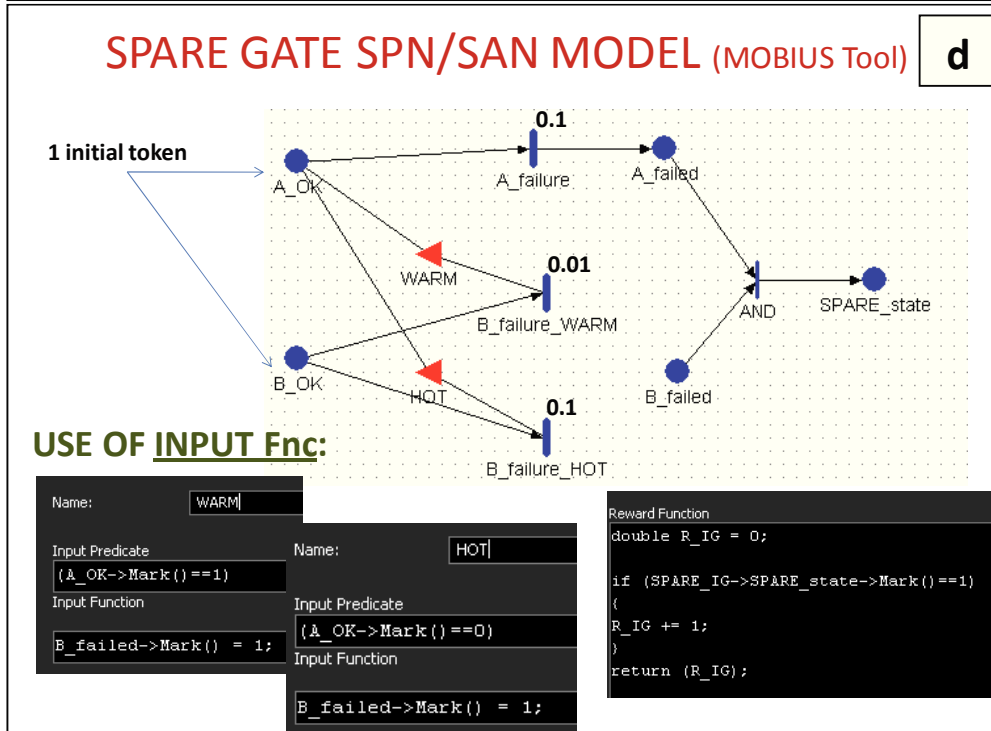 SPARE GATE SPN/SAN MODEL (MOBIUS Tool)
d
1 initial token
0.1
A_OK
A_failure
A_failed
WARM
0.01
B_failure_WARM
AND
SPARE_state
B_OK
HOT
B_failed
0.1
B_failure_HOT
USE OF INPUT Fnc:
Name: WARM
Input Predicate
(A_OK->Mark()==1)
Input Function
B_failed->Mark() = 1;
Name: HOT
Input Predicate
(A_OK->Mark()==0)
Input Function
B_failed->Mark() = 1;
Reward Function
double R_IG = 0;
if (SPARE_IG->SPARE_state->Mark()==1)
{
R_IG += 1;
}
return (R_IG);